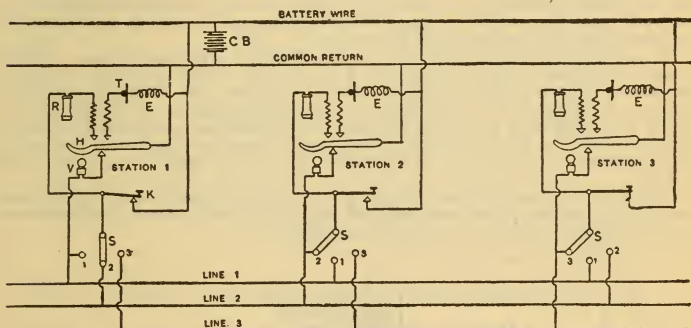 BATTERY WIRE
C B
COMMON RETURN
R T E
E
E
H
V STATION 1
STATION 2
STATION 3
K
S
S
S
1 2 3
2 1 3
3 1 2
LINE 1
LINE 2
LINE 3